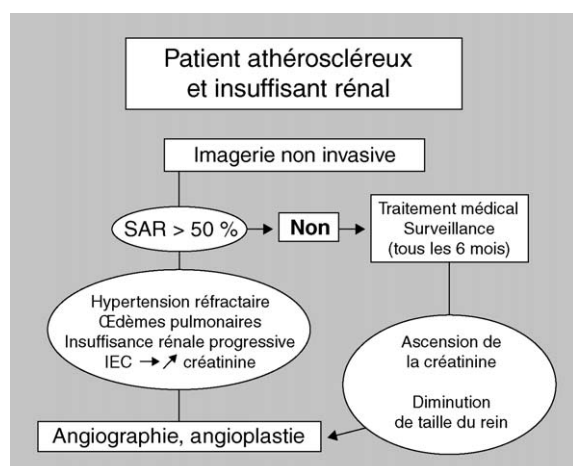 Patient athéroscléreux
et insuffisant rénal
Imagerie non invasive
SAR > 50 %
Non
Traitement médical
Surveillance
(tous les 6 mois)
Hypertension réfractaire
Œdèmes pulmonaires
Insuffisance rénale progressive
IEC → ↗ créatinine
Ascension de
la créatinine
Diminution
de taille du rein
Angiographie, angioplastie